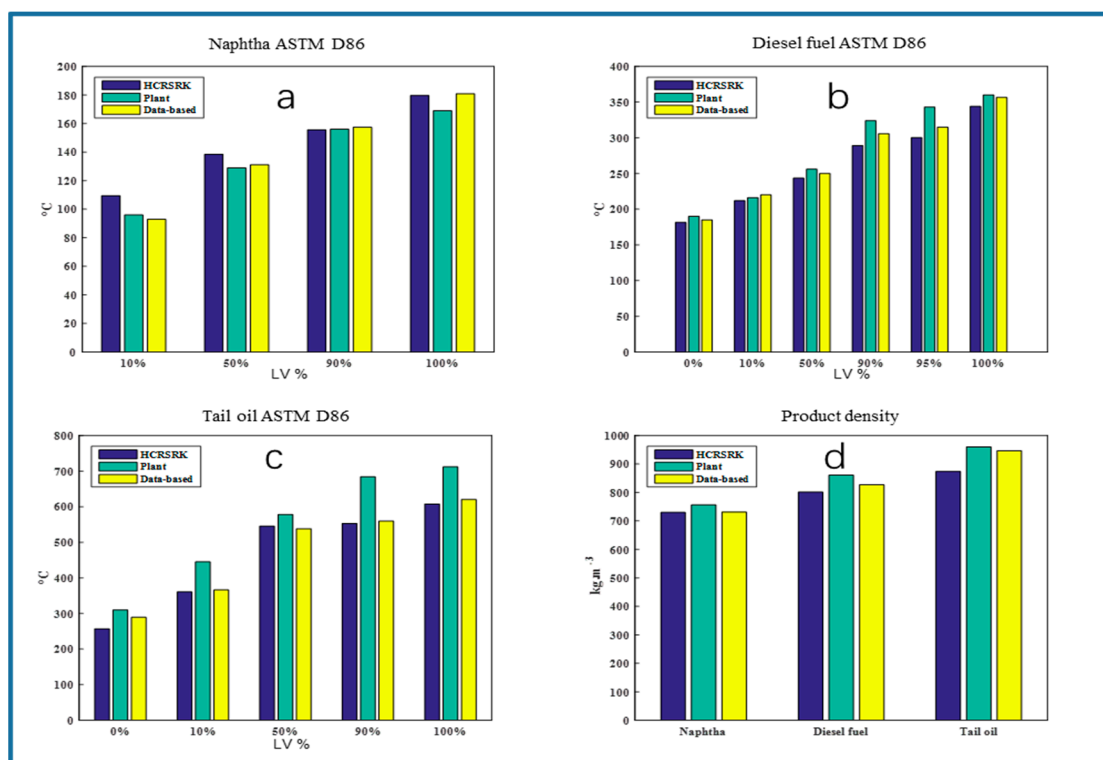 Naphtha ASTM D86
200
180
160
140
120
100
80
60
40
20
0
°C
HCRSRK
Plant
Data-based
a
10% 50% 90% 100%
LV %
Diesel fuel ASTM D86
400
350
300
250
200
150
100
50
0
°C
HCRSRK
Plant
Data-based
b
0% 10% 50% 90% 95% 100%
LV %
Tail oil ASTM D86
800
700
600
500
400
300
200
100
0
°C
HCRSRK
Plant
Data-based
c
0% 10% 50% 90% 100%
LV %
Product density
1000
900
800
700
600
500
400
300
200
100
0
kg.m-3
HCRSRK
Plant
Data-based
d
Naphtha Diesel fuel Tail oil